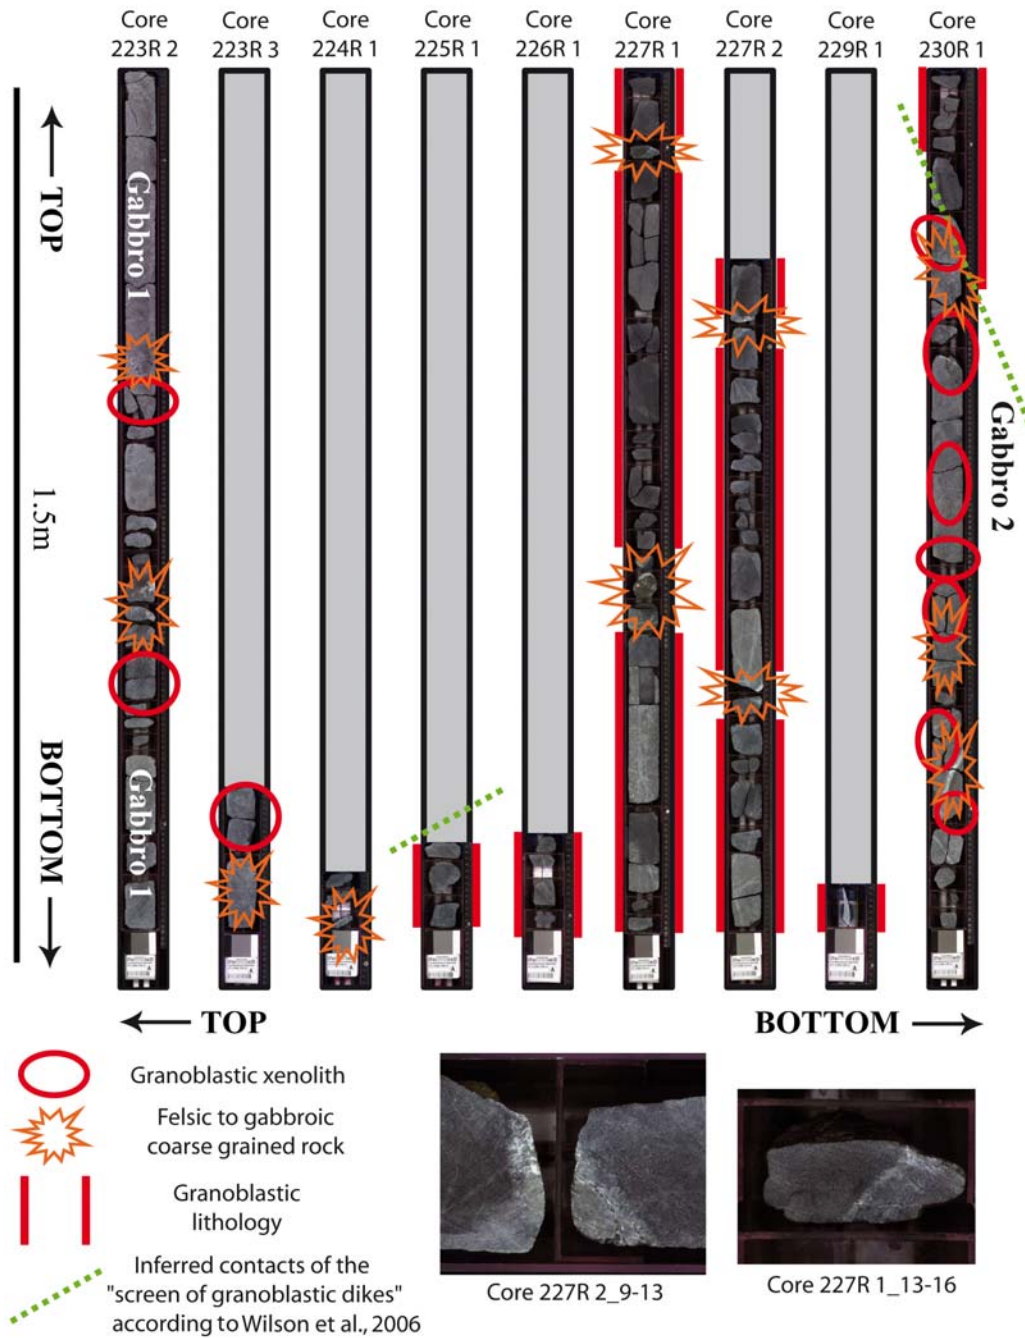 Core
223R 2
Core
223R 3
Core
224R 1
Core
225R 1
Core
226R 1
Core
227R 1
Core
227R 2
Core
229R 1
Core
230R 1
TOP
1.5m
BOTTOM
Gabbro 1
Gabbro 1
Gabbro 2
TOP
BOTTOM
Granoblastic xenolith
Felsic to gabbroic
coarse grained rock
Granoblastic
lithology
Inferred contacts of the
"screen of granoblastic dikes"
according to Wilson et al., 2006
Core 227R 2_9-13
Core 227R 1_13-16